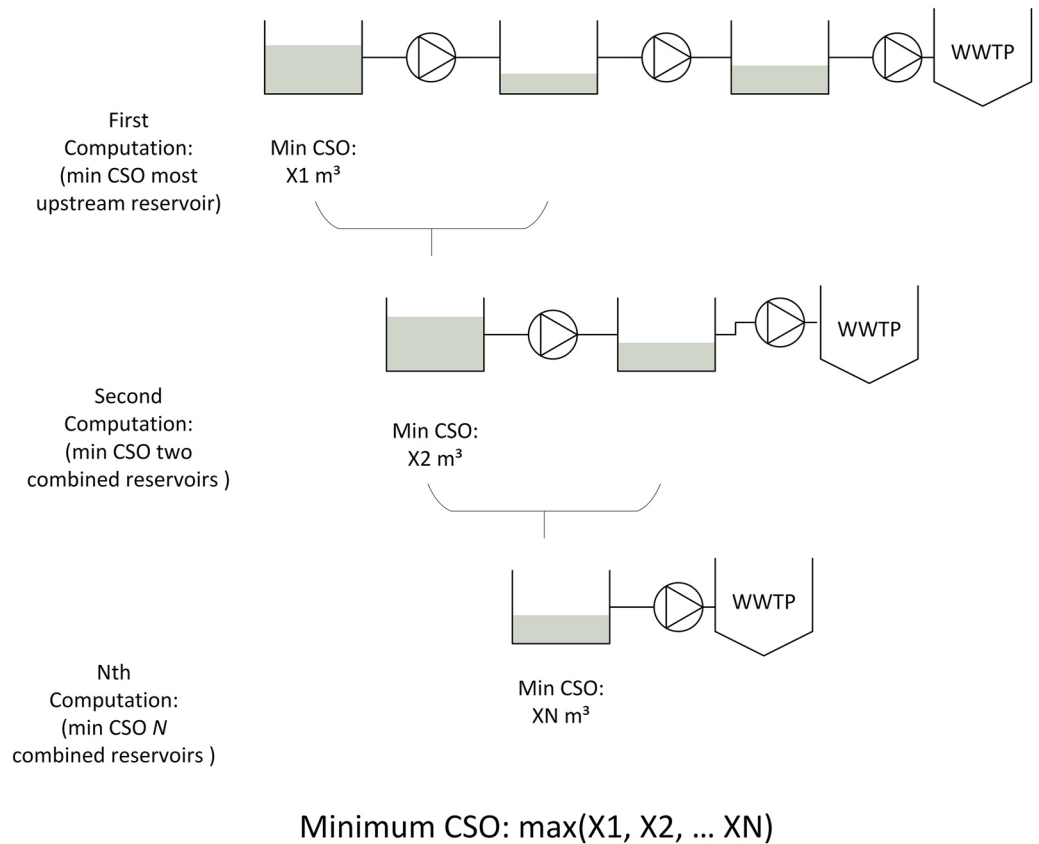 WWTP
First
Computation:
(min CSO most
upstream reservoir)
Min CSO:
X1 m³
WWTP
Second
Computation:
(min CSO two
combined reservoirs )
Min CSO:
X2 m³
WWTP
Nth
Computation:
(min CSO N
combined reservoirs )
Min CSO:
XN m³
Minimum CSO: max(X1, X2, ... XN)